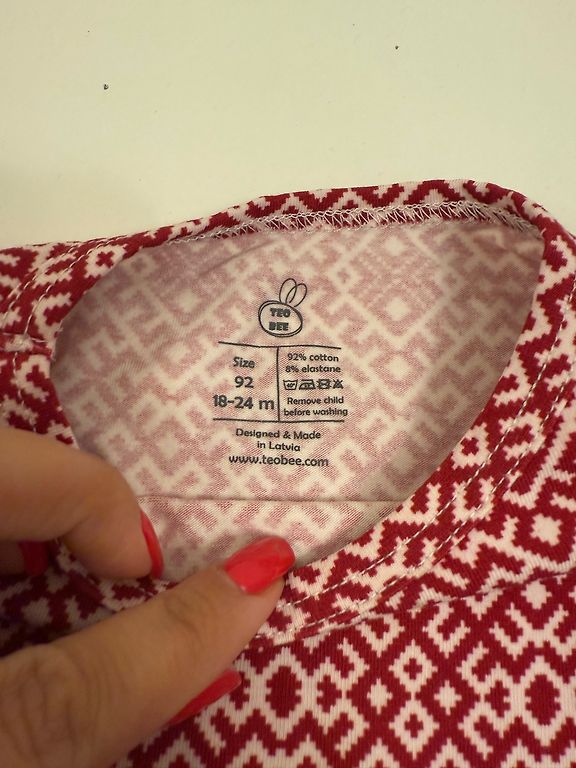 TEO
BEE
Size
92
18-24 m
92% cotton
8% elastane
Remove child
before washing
Designed & Made
in Latvia
www.teobee.com